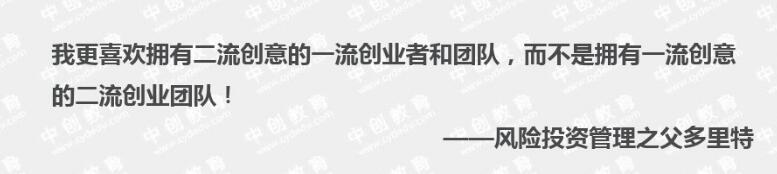 我更喜欢拥有二流创意的一流创业者和团队，而不是拥有一流创意
的二流创业团队！
——风险投资管理之父多里特